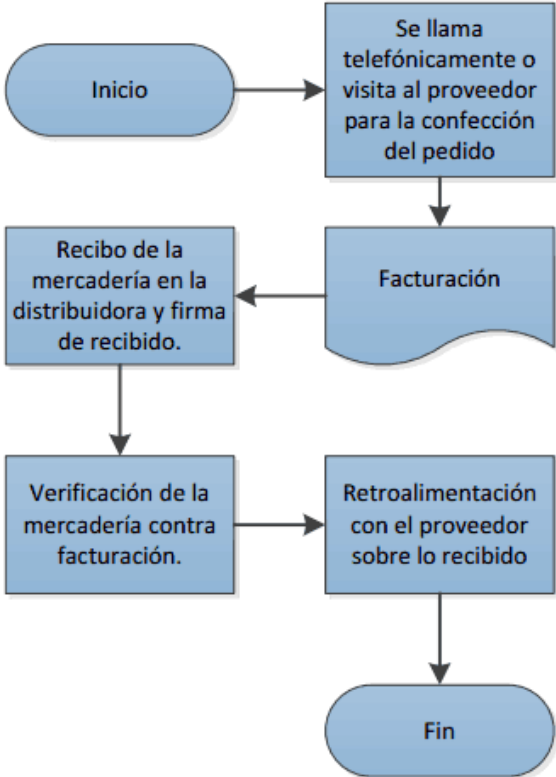 Inicio
Se llama
telefónicamente o
visita al proveedor
para la confección
del pedido
Facturación
Recibo de la
mercadería en la
distribuidora y firma
de recibido.
Verificación de la
mercadería contra
facturación.
Retroalimentación
con el proveedor
sobre lo recibido
Fin